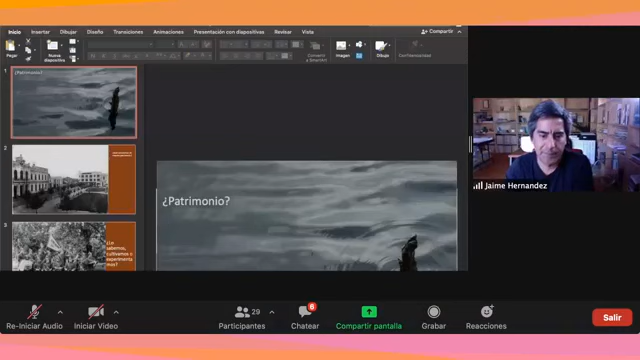 Inicio Insertar Dibujar Diseño Transiciones Animaciones Presentación con diapositivas Revisar Vista Compartir
Pegar Nueva diapositiva Convertir a SmartArt Imagen Dibujo Confidencialidad
1
¿Patrimonio?
2
3
¿Lo sabemos, cultivamos o experimentamos?
¿Patrimonio?
Jaime Hernandez
29 6
Re-Iniciar Audio Iniciar Video Participantes Chatear Compartir pantalla Grabar Reacciones Salir